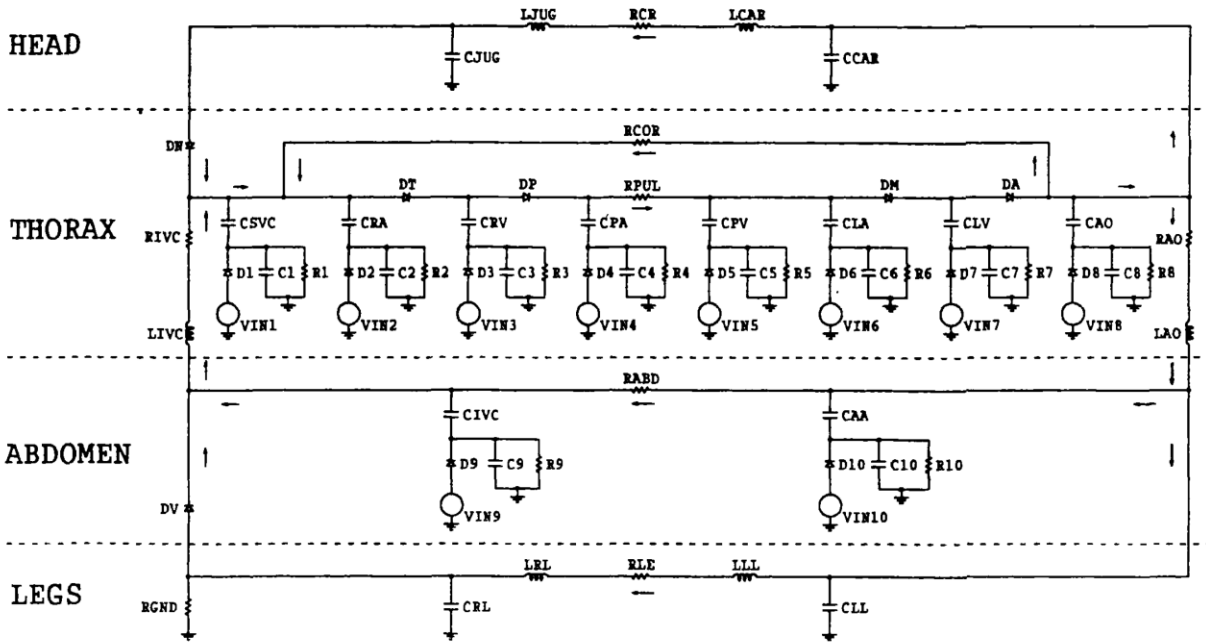 LJUG RCR LCAR
HEAD
CJUG CCAR
RCOR
DN
DT DP RPUL DM DA
THORAX
CSVC CRA CRV CPA CPV CLA CLV CAO
RIVC RAO
D1 C1 R1 D2 C2 R2 D3 C3 R3 D4 C4 R4 D5 C5 R5 D6 C6 R6 D7 C7 R7 D8 C8 R8
VIN1 VIN2 VIN3 VIN4 VIN5 VIN6 VIN7 VIN8
LIVC LAO
RABD
CIVC CAA
ABDOMEN
D9 C9 R9 D10 C10 R10
DV VIN9 VIN10
LRL RLE LLL
LEGS
RGND CRL CLL